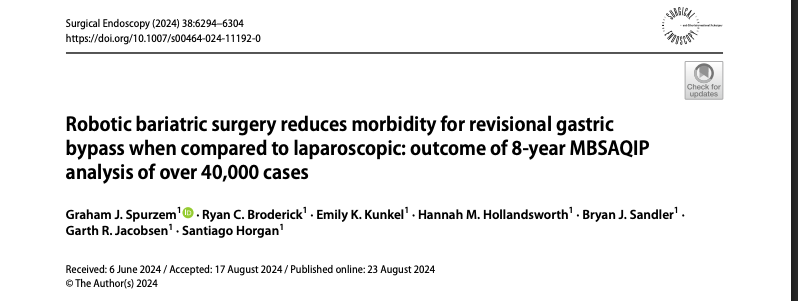 Surgical Endoscopy (2024) 38:6294–6304
https://doi.org/10.1007/s00464-024-11192-0
SURGICAL
ENDOSCOPY
Check for
updates
Robotic bariatric surgery reduces morbidity for revisional gastric
bypass when compared to laparoscopic: outcome of 8-year MBSAQIP
analysis of over 40,000 cases
Graham J. Spurzem¹ iD · Ryan C. Broderick¹ · Emily K. Kunkel¹ · Hannah M. Hollandsworth¹ · Bryan J. Sandler¹ ·
Garth R. Jacobsen¹ · Santiago Horgan¹
Received: 6 June 2024 / Accepted: 17 August 2024 / Published online: 23 August 2024
© The Author(s) 2024